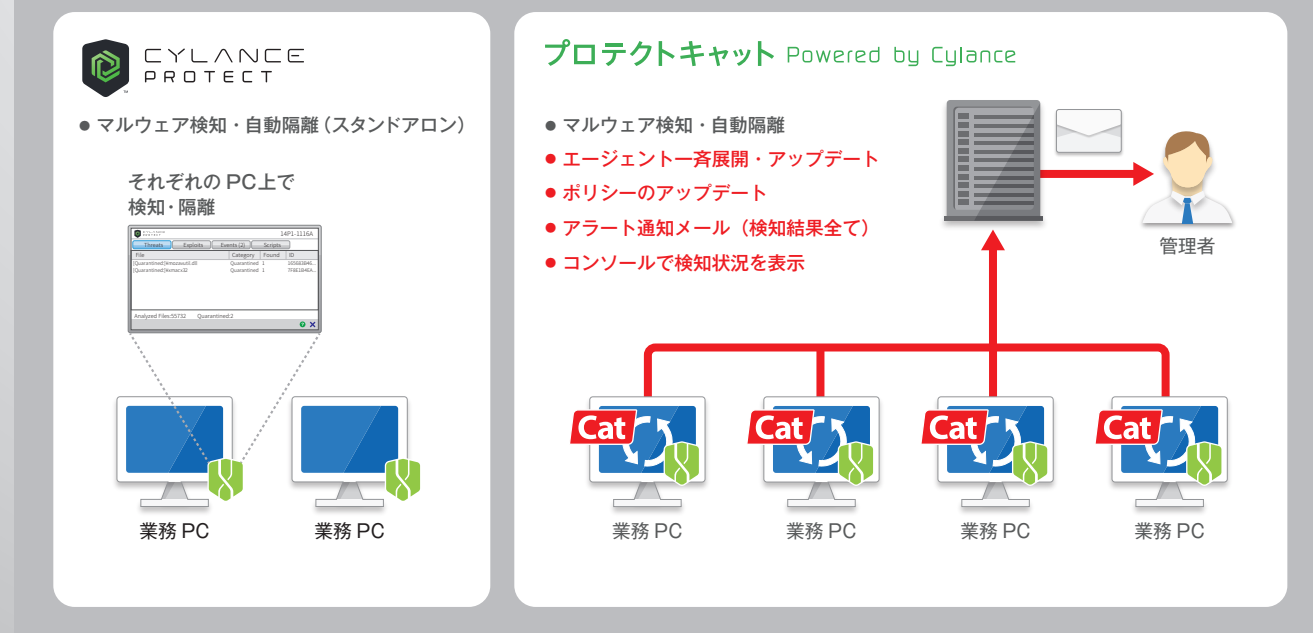 CYLANCE
PROTECT
● マルウェア検知・自動隔離（スタンドアロン）
それぞれの PC上で
検知・隔離
CYLANCE
PROTECT
14P1-1116A
Threats Exploits Events (2) Scripts
File Category Found ID
Quarantined 1
Quarantined 1
Analyzed Files:55732 Quarantined:2
業務 PC 業務 PC
プロテクトキャット Powered by Cylance
● マルウェア検知・自動隔離
● エージェント一斉展開・アップデート
● ポリシーのアップデート
● アラート通知メール（検知結果全て）
● コンソールで検知状況を表示
管理者
Cat Cat Cat Cat
業務 PC 業務 PC 業務 PC 業務 PC